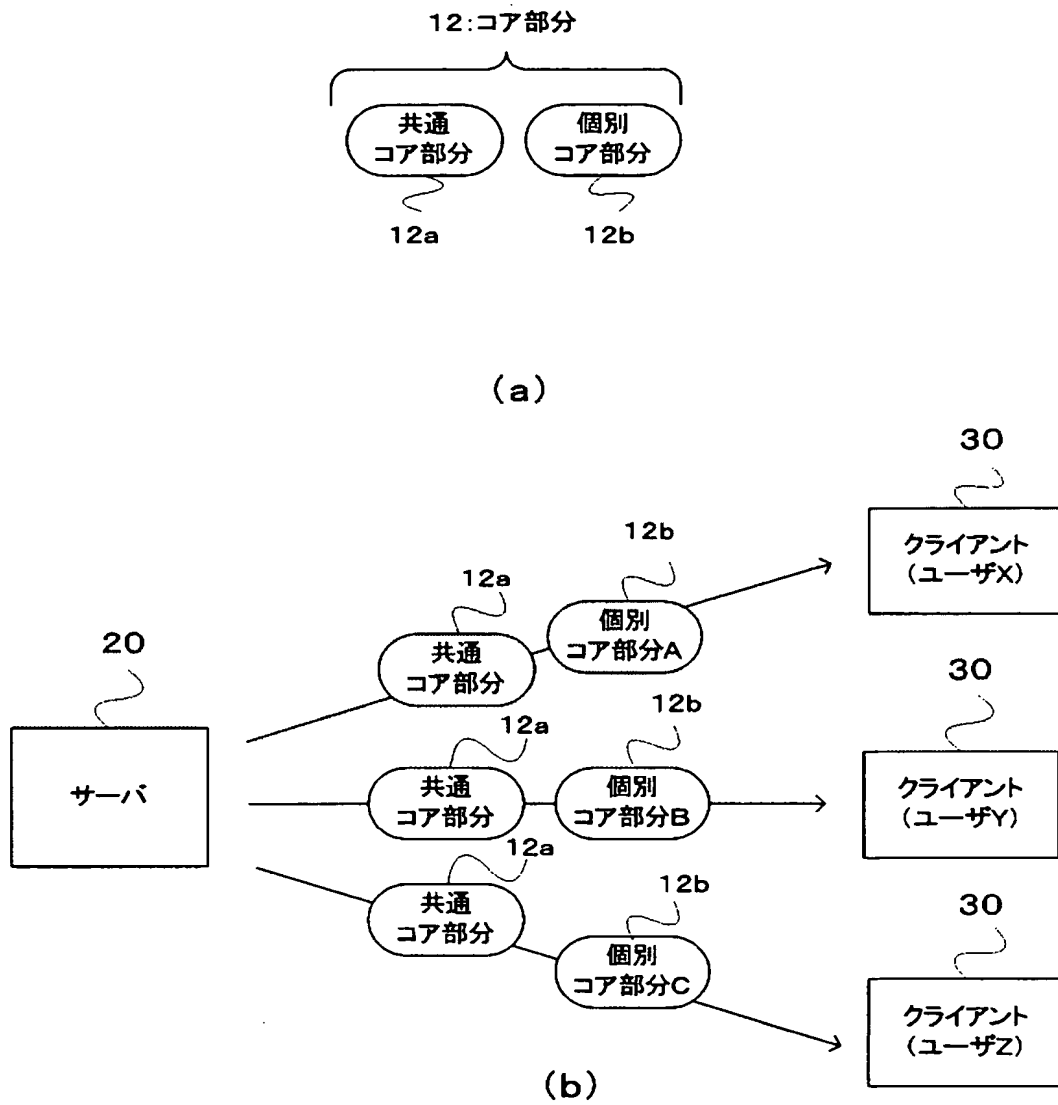 12:コア部分
共通
コア部分
個別
コア部分
12a
12b
(a)
30
クライアント
(ユーザX)
12b
12a
個別
コア部分A
共通
コア部分
20
サーバ
30
12b
12a
共通
コア部分
個別
コア部分B
クライアント
(ユーザY)
12a
共通
コア部分
12b
個別
コア部分C
30
クライアント
(ユーザZ)
(b)